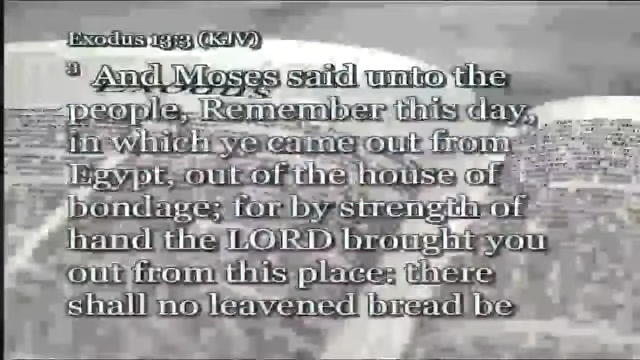 Exodus 13:3 (KJV)
3 And Moses said unto the
people, Remember this day,
in which ye came out from
Egypt, out of the house of
bondage; for by strength of
hand the LORD brought you
out from this place: there
shall no leavened bread be